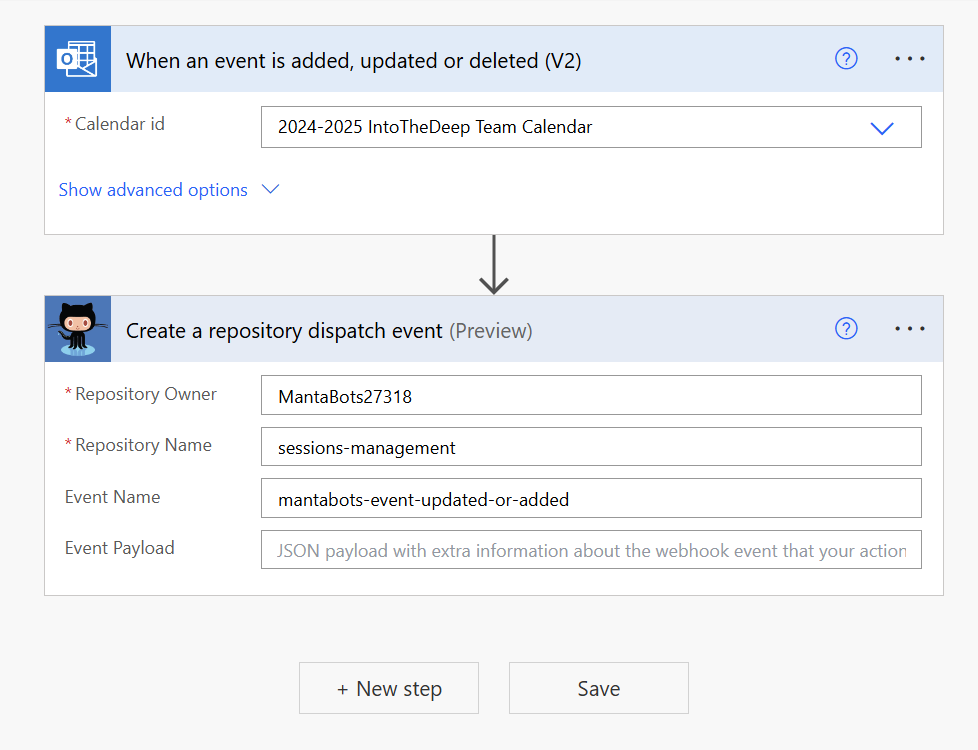 When an event is added, updated or deleted (V2)
* Calendar id
2024-2025 IntoTheDeep Team Calendar
Show advanced options
Create a repository dispatch event (Preview)
* Repository Owner
MantaBots27318
* Repository Name
sessions-management
Event Name
mantabots-event-updated-or-added
Event Payload
JSON payload with extra information about the webhook event that your action
+ New step
Save